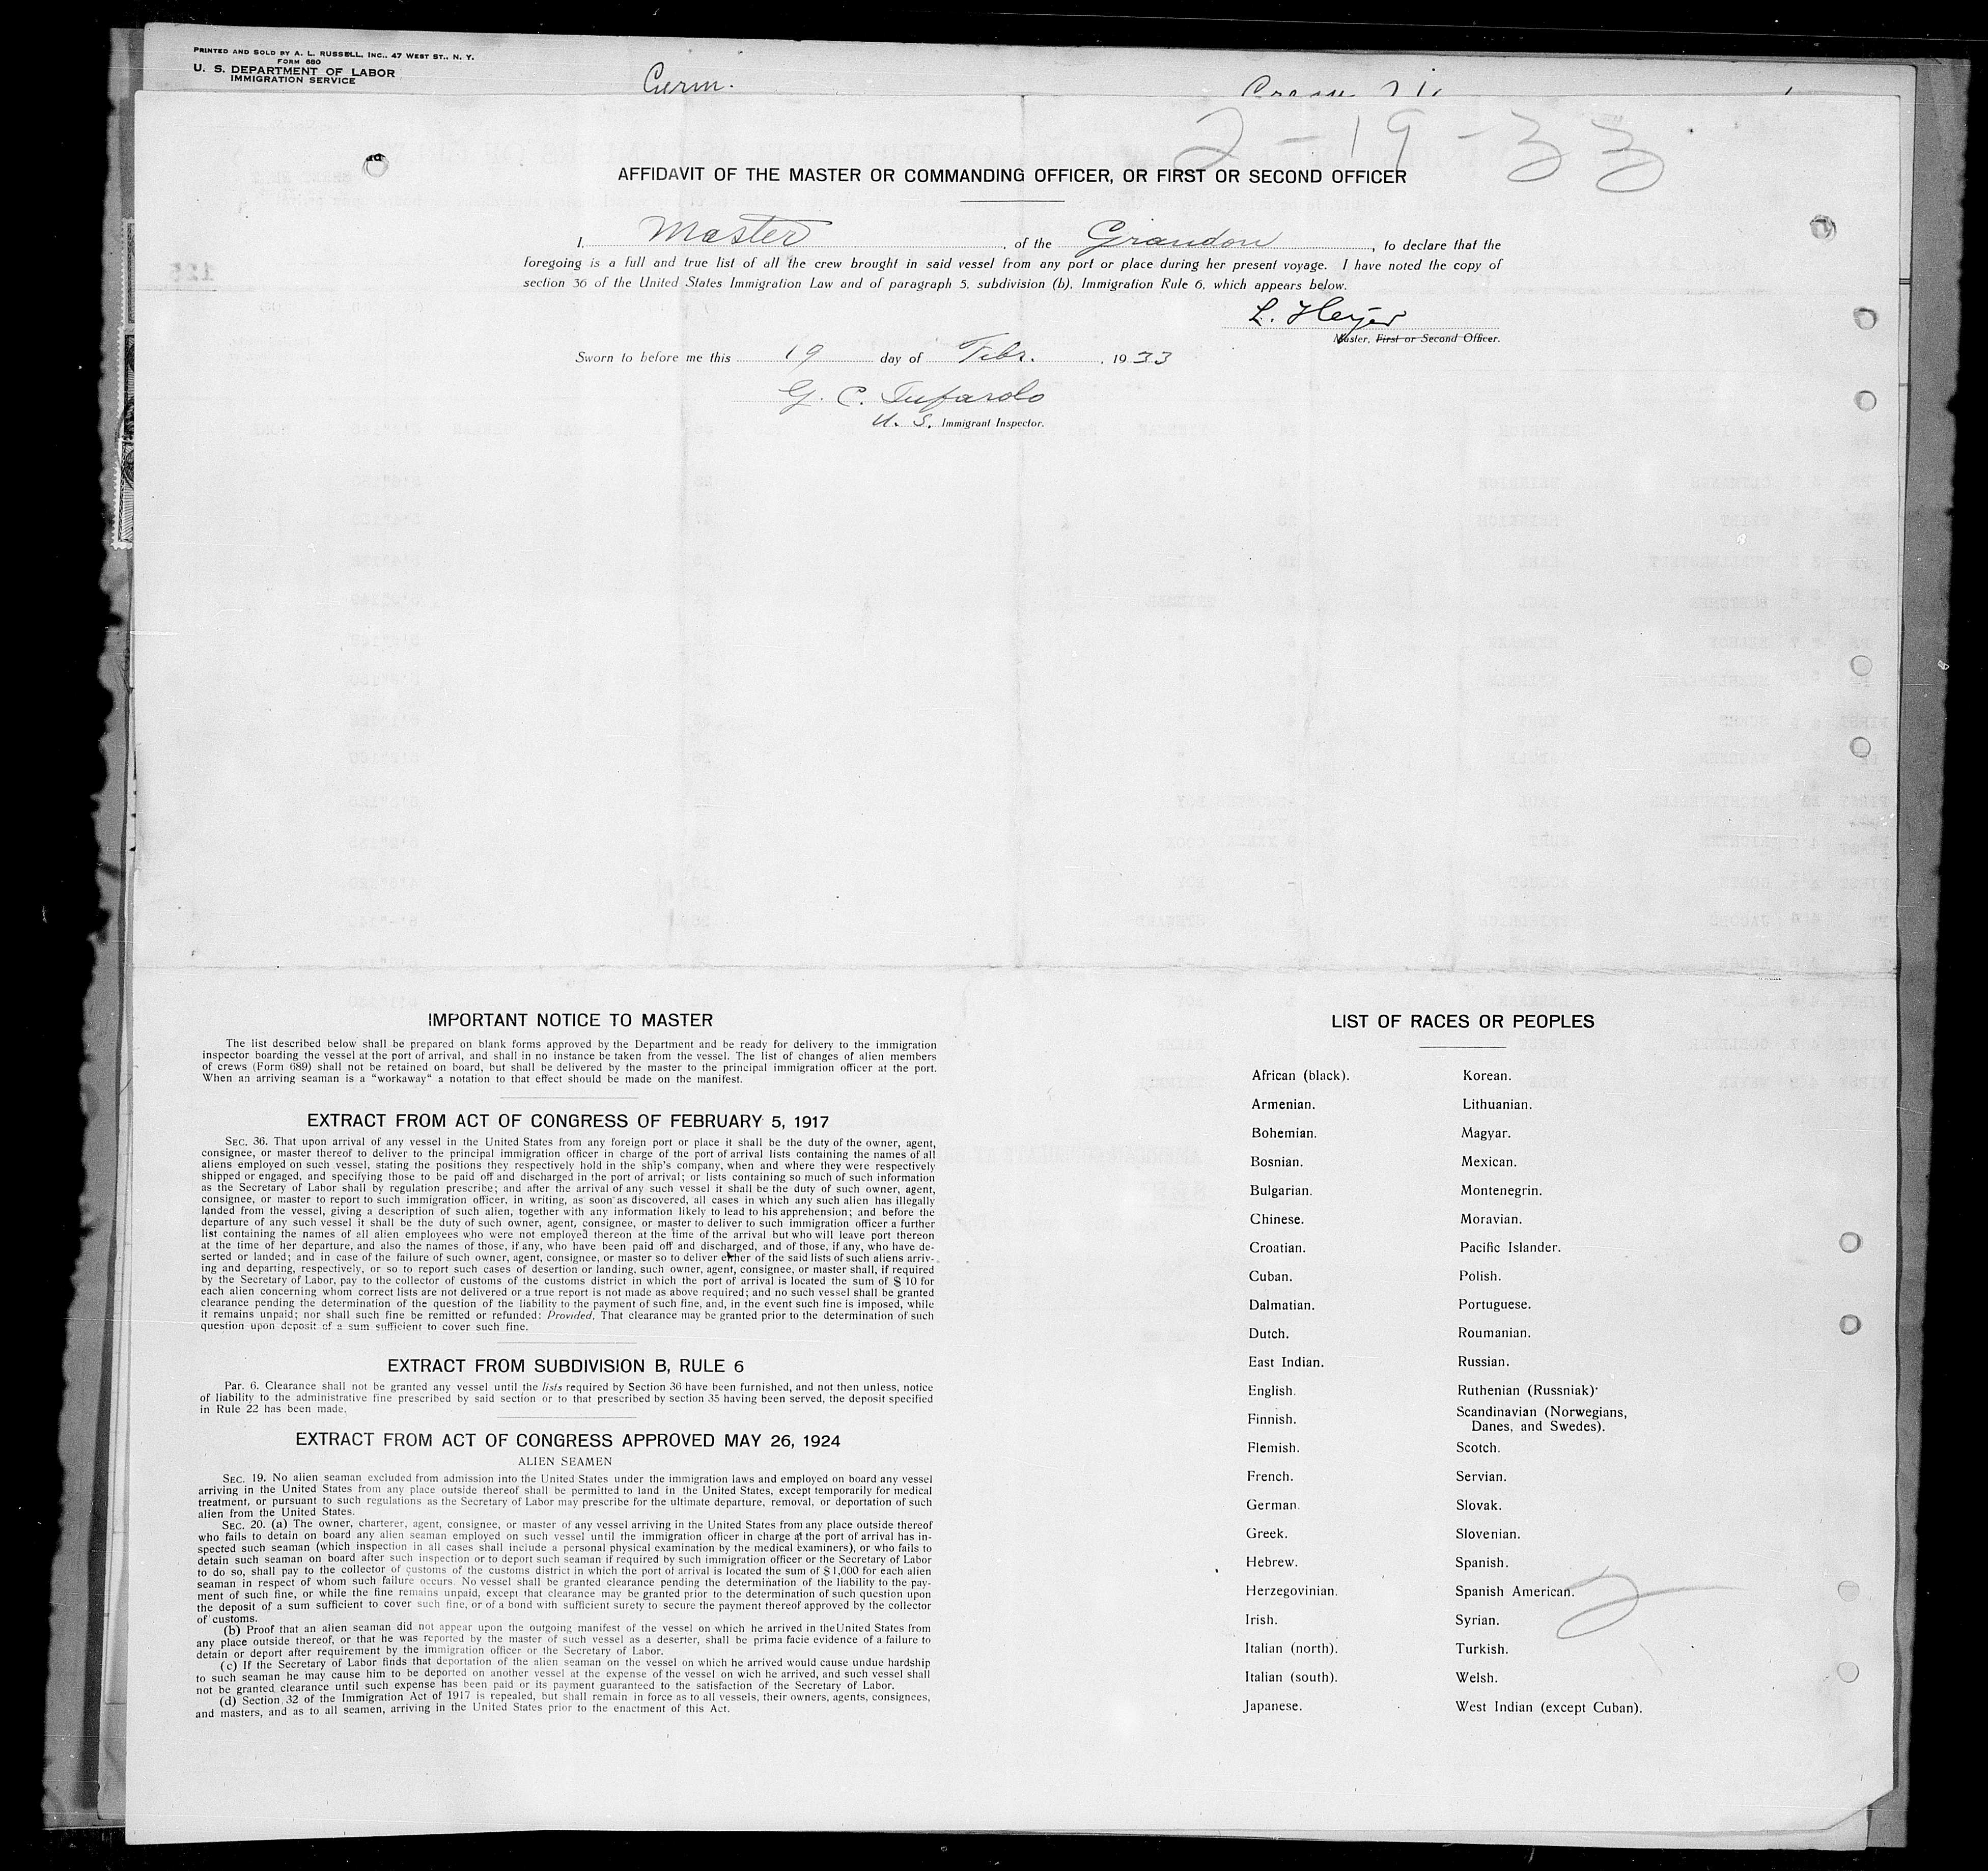 PRINTED AND SOLD BY A. L. RUSSELL, INC., 47 WEST ST., N. Y.
FORM 680
U. S. DEPARTMENT OF LABOR
IMMIGRATION SERVICE
Germ.
2-19-33
AFFIDAVIT OF THE MASTER OR COMMANDING OFFICER, OR FIRST OR SECOND OFFICER
I, Master, of the Grandon, to declare that the
foregoing is a full and true list of all the crew brought in said vessel from any port or place during her present voyage. I have noted the copy of
section 36 of the United States Immigration Law and of paragraph 5, subdivision (b), Immigration Rule 6, which appears below.
L. Heyer
Master, First or Second Officer.
Sworn to before me this 19 day of Febr., 1933
G. C. Tufarolo
U. S. Immigrant Inspector.
IMPORTANT NOTICE TO MASTER
The list described below shall be prepared on blank forms approved by the Department and be ready for delivery to the immigration
inspector boarding the vessel at the port of arrival, and shall in no instance be taken from the vessel. The list of changes of alien members
of crews (Form 689) shall not be retained on board, but shall be delivered by the master to the principal immigration officer at the port.
When an arriving seaman is a "workaway" a notation to that effect should be made on the manifest.
EXTRACT FROM ACT OF CONGRESS OF FEBRUARY 5, 1917
SEC. 36. That upon arrival of any vessel in the United States from any foreign port or place it shall be the duty of the owner, agent,
consignee, or master thereof to deliver to the principal immigration officer in charge of the port of arrival lists containing the names of all
aliens employed on such vessel, stating the positions they respectively hold in the ship's company, when and where they were respectively
shipped or engaged, and specifying those to be paid off and discharged in the port of arrival; or lists containing so much of such information
as the Secretary of Labor shall by regulation prescribe; and after the arrival of any such vessel it shall be the duty of such owner, agent,
consignee, or master to report to such immigration officer, in writing, as soon as discovered, all cases in which any such alien has illegally
landed from the vessel, giving a description of such alien, together with any information likely to lead to his apprehension; and before the
departure of any such vessel it shall be the duty of such owner, agent, consignee, or master to deliver to such immigration officer a further
list containing the names of all alien employees who were not employed thereon at the time of the arrival but who will leave port thereon
at the time of her departure, and also the names of those, if any, who have been paid off and discharged, and of those, if any, who have de-
serted or landed; and in case of the failure of such owner, agent, consignee, or master so to deliver either of the said lists of such aliens arriv-
ing and departing, respectively, or so to report such cases of desertion or landing, such owner, agent, consignee, or master shall, if required
by the Secretary of Labor, pay to the collector of customs of the customs district in which the port of arrival is located the sum of $ 10 for
each alien concerning whom correct lists are not delivered or a true report is not made as above required; and no such vessel shall be granted
clearance pending the determination of the question of the liability to the payment of such fine, and, in the event such fine is imposed, while
it remains unpaid; nor shall such fine be remitted or refunded: Provided, That clearance may be granted prior to the determination of such
question upon deposit of a sum sufficient to cover such fine.
EXTRACT FROM SUBDIVISION B, RULE 6
Par. 6. Clearance shall not be granted any vessel until the lists required by Section 36 have been furnished, and not then unless, notice
of liability to the administrative fine prescribed by said section or to that prescribed by section 35 having been served, the deposit specified
in Rule 22 has been made.
EXTRACT FROM ACT OF CONGRESS APPROVED MAY 26, 1924
ALIEN SEAMEN
SEC. 19. No alien seaman excluded from admission into the United States under the immigration laws and employed on board any vessel
arriving in the United States from any place outside thereof shall be permitted to land in the United States, except temporarily for medical
treatment, or pursuant to such regulations as the Secretary of Labor may prescribe for the ultimate departure, removal, or deportation of such
alien from the United States.
SEC. 20. (a) The owner, charterer, agent, consignee, or master of any vessel arriving in the United States from any place outside thereof
who fails to detain on board any alien seaman employed on such vessel until the immigration officer in charge at the port of arrival has in-
spected such seaman (which inspection in all cases shall include a personal physical examination by the medical examiners), or who fails to
detain such seaman on board after such inspection or to deport such seaman if required by such immigration officer or the Secretary of Labor
to do so, shall pay to the collector of customs of the customs district in which the port of arrival is located the sum of $1,000 for each alien
seaman in respect of whom such failure occurs. No vessel shall be granted clearance pending the determination of the liability to the pay-
ment of such fine, or while the fine remains unpaid, except that clearance may be granted prior to the determination of such question upon
the deposit of a sum sufficient to cover such fine, or of a bond with sufficient surety to secure the payment thereof approved by the collector
of customs.
(b) Proof that an alien seaman did not appear upon the outgoing manifest of the vessel on which he arrived in theUnited States from
any place outside thereof, or that he was reported by the master of such vessel as a deserter, shall be prima facie evidence of a failure to
detain or deport after requirement by the immigration officer or the Secretary of Labor.
(c) If the Secretary of Labor finds that deportation of the alien seaman on the vessel on which he arrived would cause undue hardship
to such seaman he may cause him to be deported on another vessel at the expense of the vessel on wich he arrived, and such vessel shall
not be granted clearance until such expense has been paid or its payment guaranteed to the satisfaction of the Secretary of Labor.
(d) Section 32 of the Immigration Act of 1917 is repealed, but shall remain in force as to all vessels, their owners, agents, consignees,
and masters, and as to all seamen, arriving in the United States prior to the enactment of this Act.
LIST OF RACES OR PEOPLES
African (black).
Armenian.
Bohemian.
Bosnian.
Bulgarian.
Chinese.
Croatian.
Cuban.
Dalmatian.
Dutch.
East Indian.
English.
Finnish.
Flemish.
French.
German.
Greek.
Hebrew.
Herzegovinian.
Irish.
Italian (north).
Italian (south).
Japanese.
Korean.
Lithuanian.
Magyar.
Mexican.
Montenegrin.
Moravian.
Pacific Islander.
Polish.
Portuguese.
Roumanian.
Russian.
Ruthenian (Russniak)
Scandinavian (Norwegians,
Danes, and Swedes).
Scotch.
Servian.
Slovak.
Slovenian.
Spanish.
Spanish American.
Syrian.
Turkish.
Welsh.
West Indian (except Cuban).
2